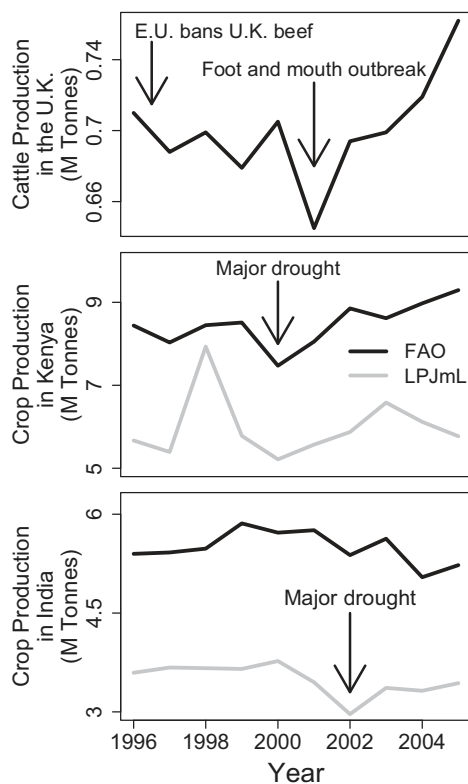 E.U. bans U.K. beef
Foot and mouth outbreak
Cattle Production
in the U.K.
(M Tonnes)
0.74
0.7
0.66
Major drought
FAO
LPJmL
Crop Production
in Kenya
(M Tonnes)
9
7
5
Major drought
Crop Production
in India
(M Tonnes)
6
4.5
3
1996 1998 2000 2002 2004
Year